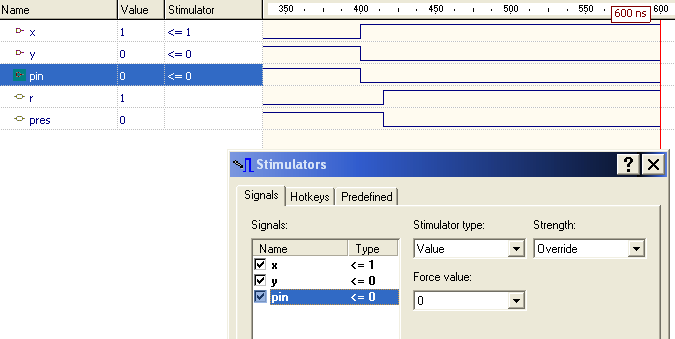 Name Value Stimulator 350 400 450 500 550 600
600 ns
x 1 <= 1
y 0 <= 0
pin 0 <= 0
r 1
pres 0
Stimulators
Signals Hotkeys Predefined
Signals: Stimulator type: Strength:
Name Type Value Override
x <= 1
y <= 0 Force value:
pin <= 0 0